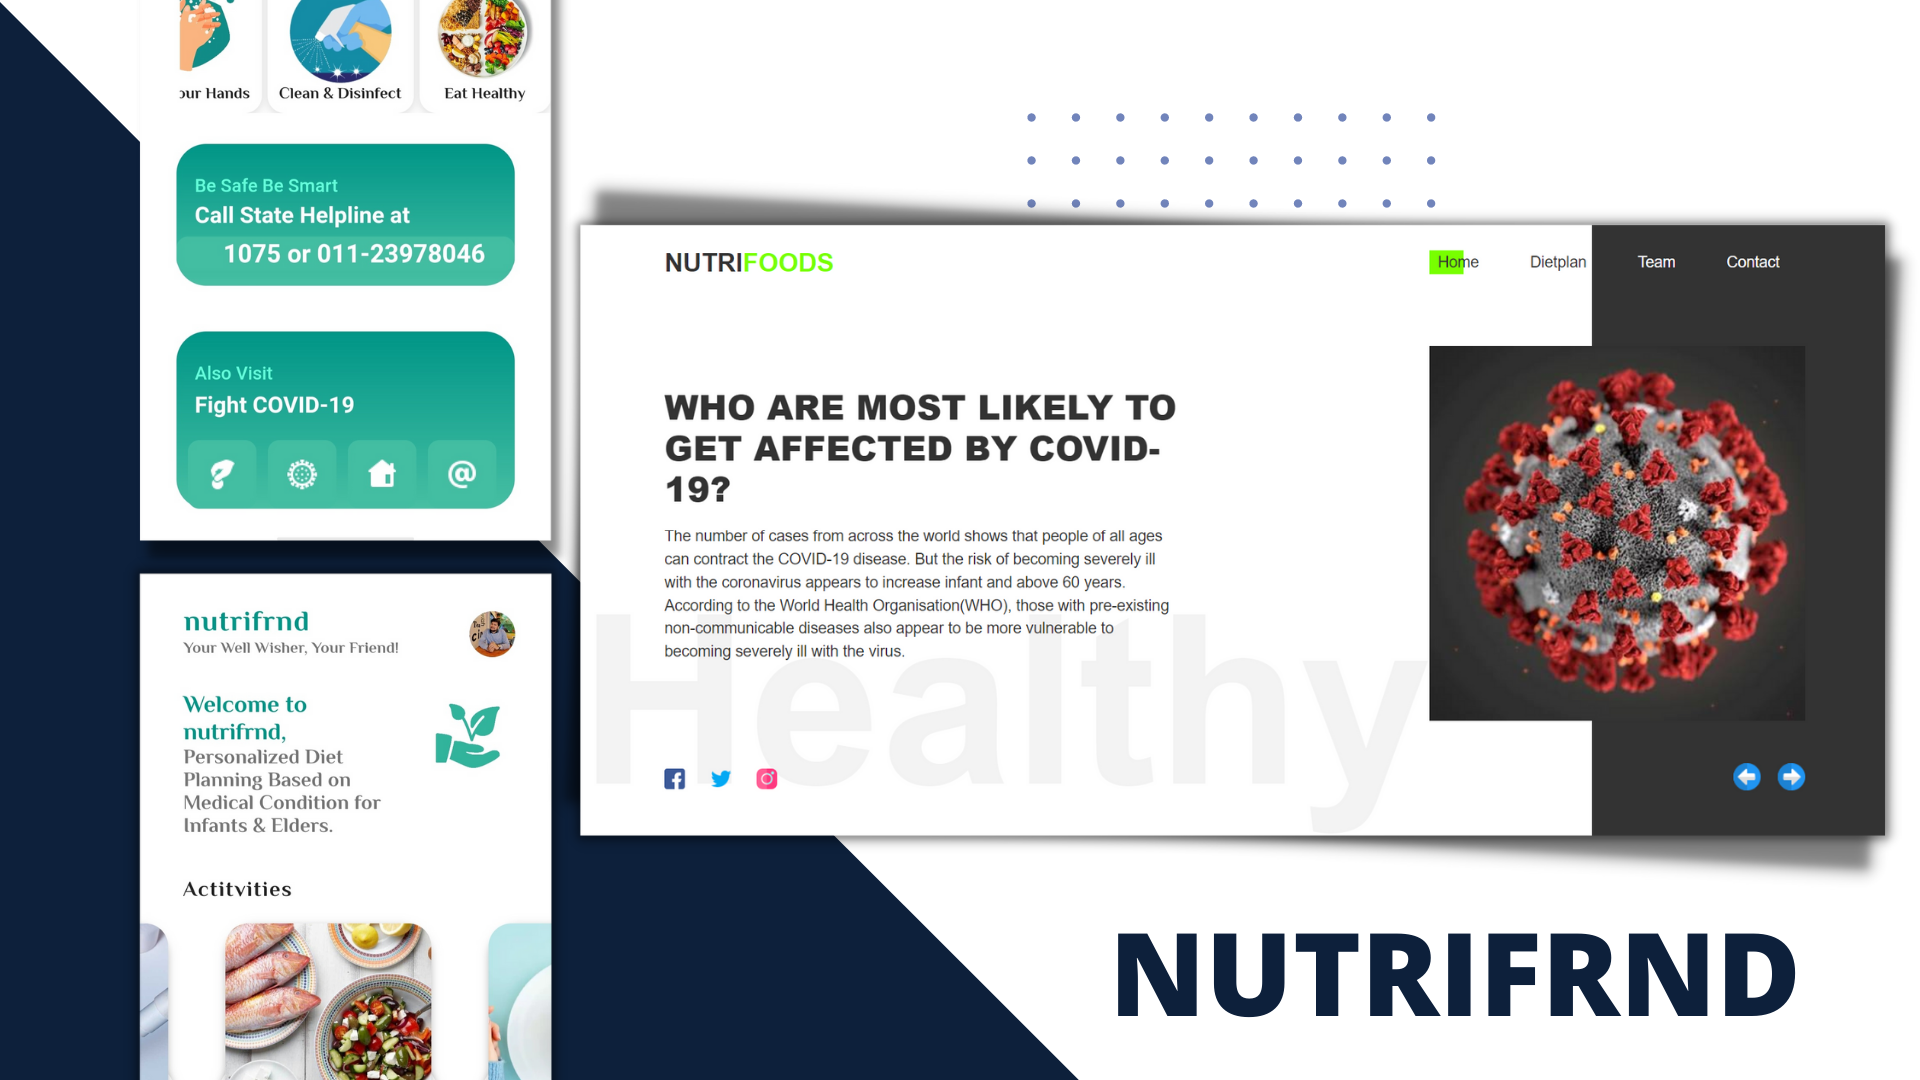 our Hands
Clean & Disinfect
Eat Healthy
Be Safe Be Smart
Call State Helpline at
1075 or 011-23978046
Also Visit
Fight COVID-19
@
nutrifrnd
Your Well Wisher, Your Friend!
Welcome to
nutrifrnd,
Personalized Diet
Planning Based on
Medical Condition for
Infants & Elders.
Actitvities
NUTRIFOODS
Home
Dietplan
Team
Contact
WHO ARE MOST LIKELY TO
GET AFFECTED BY COVID-
19?
The number of cases from across the world shows that people of all ages
can contract the COVID-19 disease. But the risk of becoming severely ill
with the coronavirus appears to increase infant and above 60 years.
According to the World Health Organisation(WHO), those with pre-existing
non-communicable diseases also appear to be more vulnerable to
becoming severely ill with the virus.
Healthy
NUTRIFRND